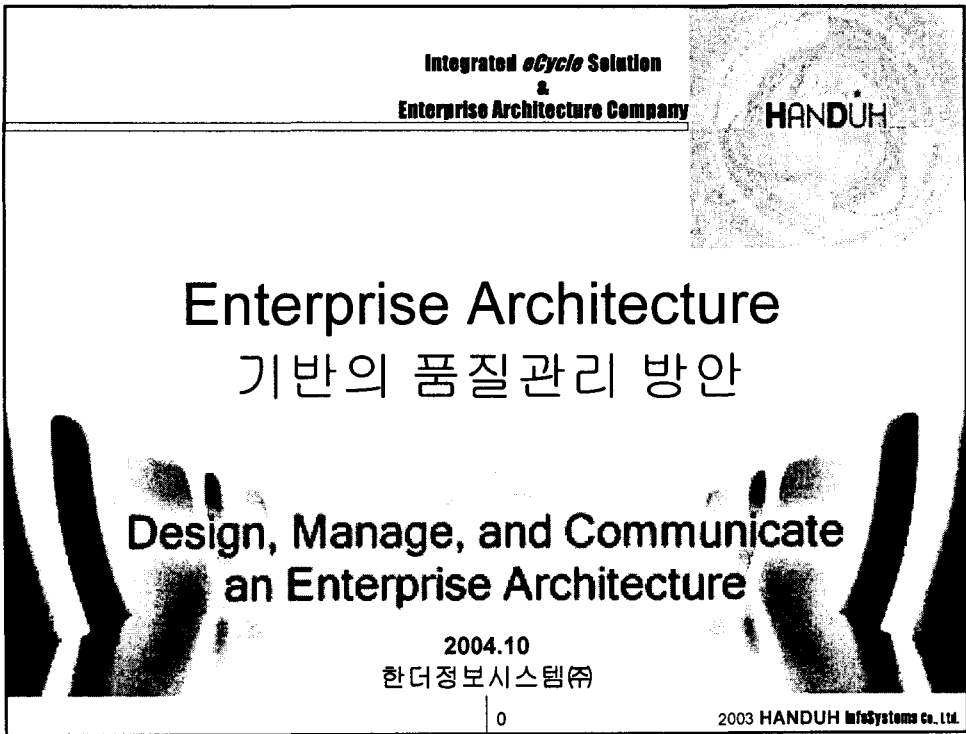 Integrated eCycle Solution
&
Enterprise Architecture Company
HANDUH
Enterprise Architecture
기반의 품질관리 방안
Design, Manage, and Communicate
an Enterprise Architecture
2004.10
한더정보시스템㈜
0
2003 HANDUH InfoSystems Co., Ltd.